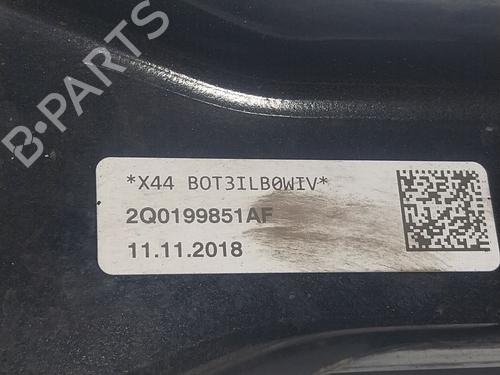 B-PARTS
*X44 BOT3ILB0WIV*
2Q0199851AF
11.11.2018